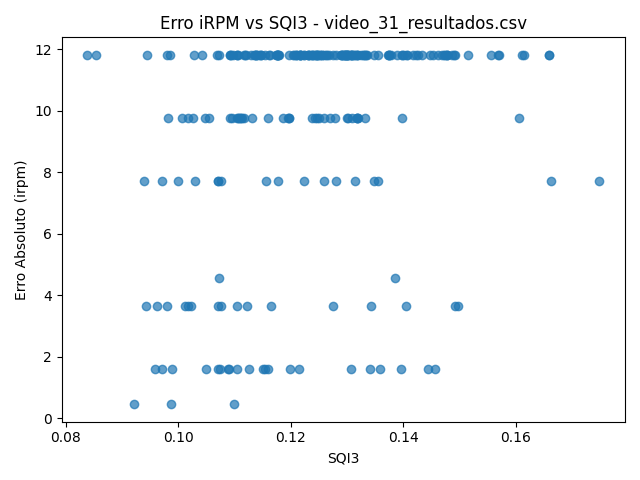 Erro iRPM vs SQI3 - video_31_resultados.csv
Erro Absoluto (irpm)
12
10
8
6
4
2
0
0.08 0.10 0.12 0.14 0.16
SQI3